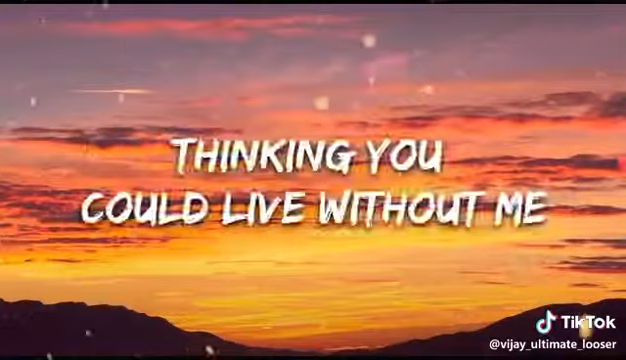 THINKING YOU
COULD LIVE WITHOUT ME
TikTok
@vijay_ultimate_looser